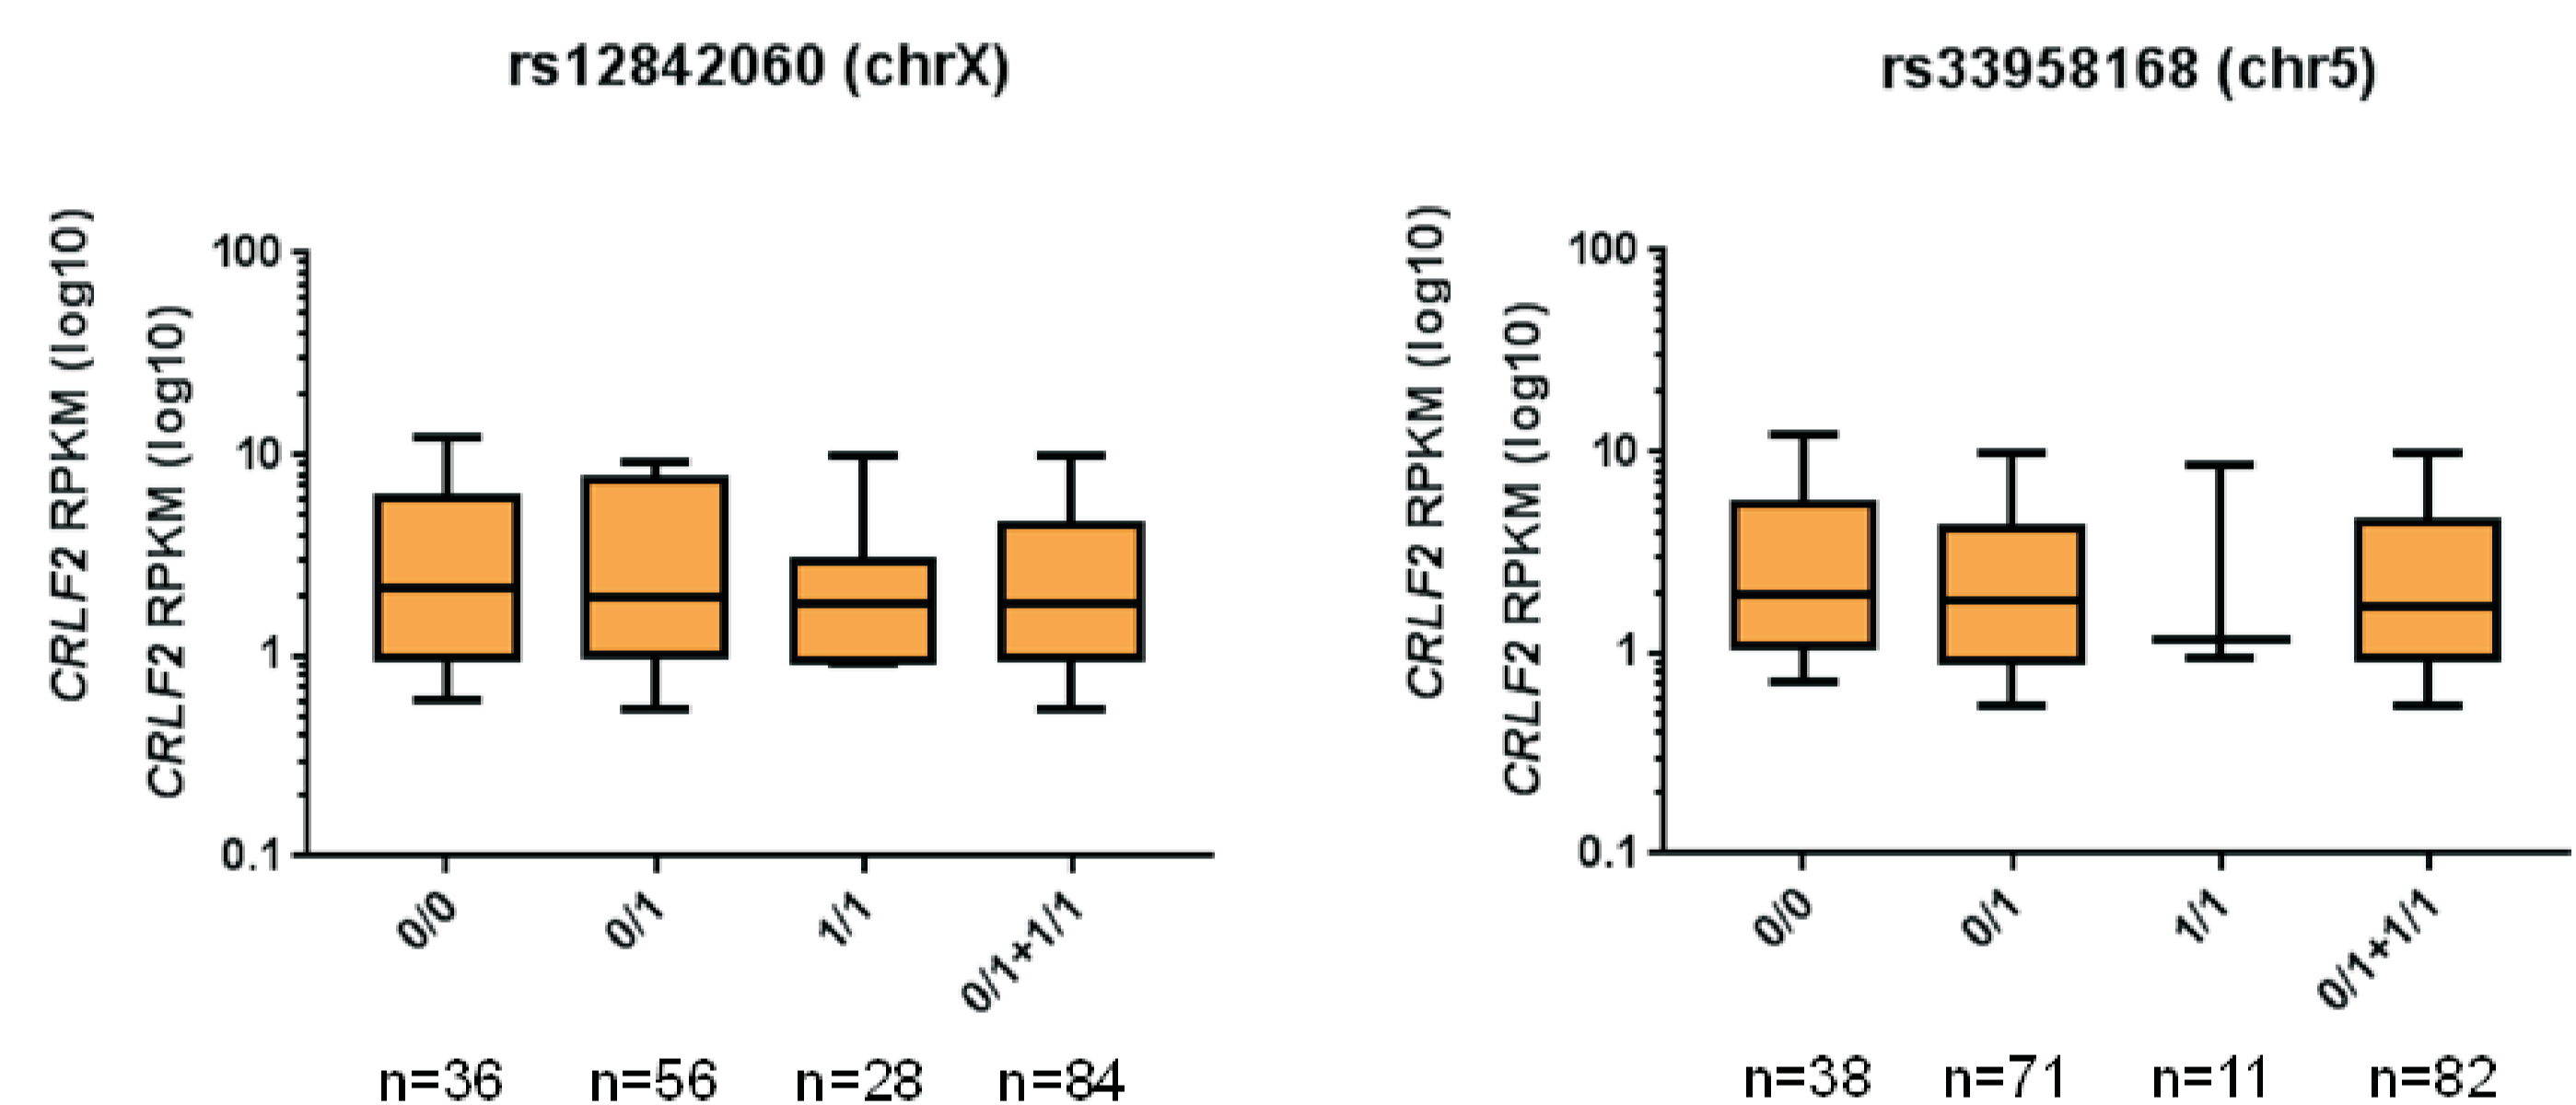 rs12842060 (chrX)
CRLF2 RPKM (log10)
CRLF2 RPKM (log10)
100
10
1
0.1
0/0
0/1
1/1
0/1+1/1
n=36
n=56
n=28
n=84
rs33958168 (chr5)
CRLF2 RPKM (log10)
CRLF2 RPKM (log10)
100
10
1
0.1
0/0
0/1
1/1
0/1+1/1
n=38
n=71
n=11
n=82